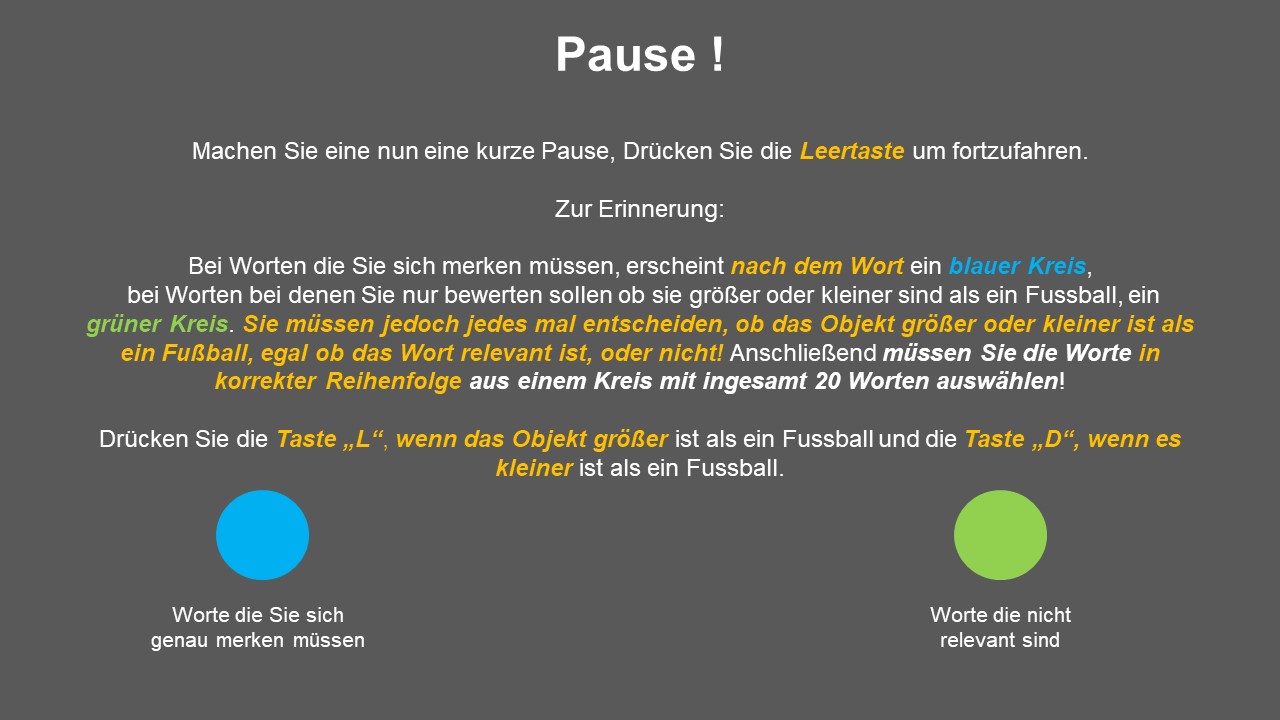 Pause !
Machen Sie eine nun eine kurze Pause, Drücken Sie die Leertaste um fortzufahren.
Zur Erinnerung:
Bei Worten die Sie sich merken müssen, erscheint nach dem Wort ein blauer Kreis,
bei Worten bei denen Sie nur bewerten sollen ob sie größer oder kleiner sind als ein Fussball, ein
grüner Kreis. Sie müssen jedoch jedes mal entscheiden, ob das Objekt größer oder kleiner ist als
ein Fußball, egal ob das Wort relevant ist, oder nicht! Anschließend müssen Sie die Worte in
korrekter Reihenfolge aus einem Kreis mit ingesamt 20 Worten auswählen!
Drücken Sie die Taste „L“, wenn das Objekt größer ist als ein Fussball und die Taste „D“, wenn es
kleiner ist als ein Fussball.
Worte die Sie sich
genau merken müssen
Worte die nicht
relevant sind